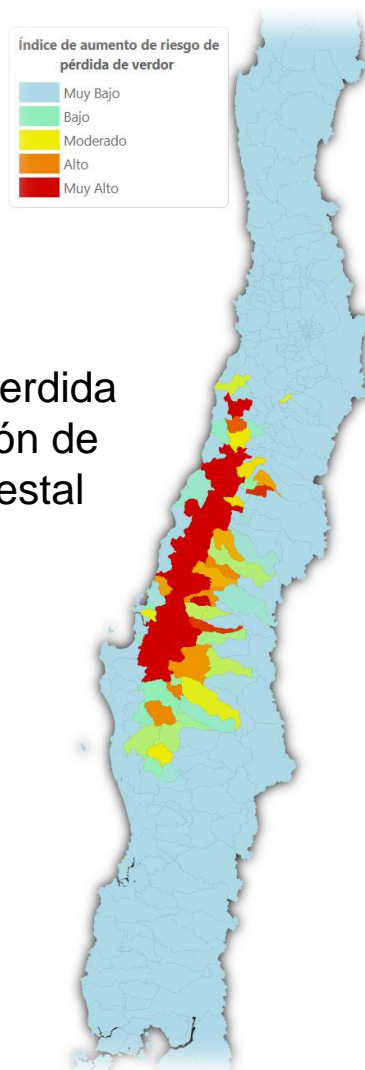 Índice de aumento de riesgo de
pérdida de verdor
Muy Bajo
Bajo
Moderado
Alto
Muy Alto
erdida
ón de
estal